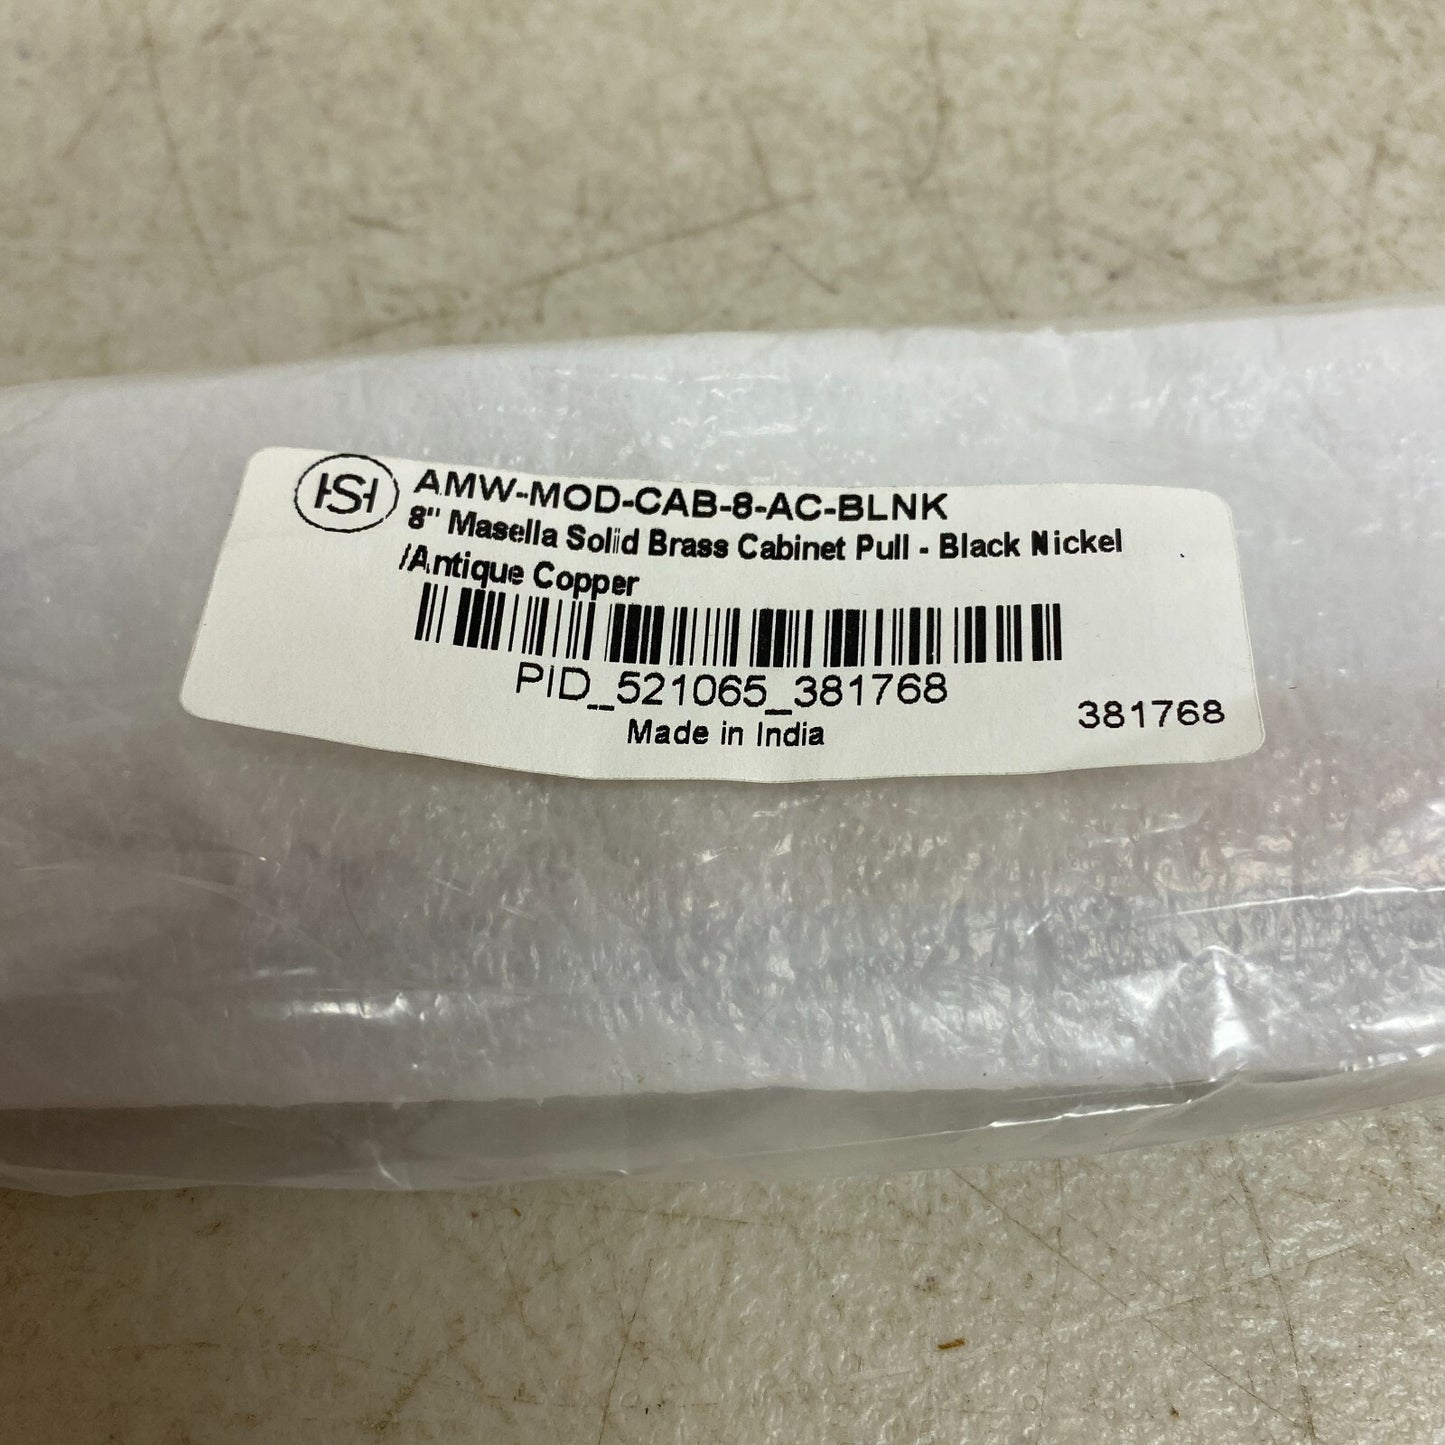 HSH
AMW-MOD-CAB-8-AC-BLNK
8" Masella Solid Brass Cabinet Pull - Black Nickel
/Antique Copper
PID_521065_381768
Made in India
381768